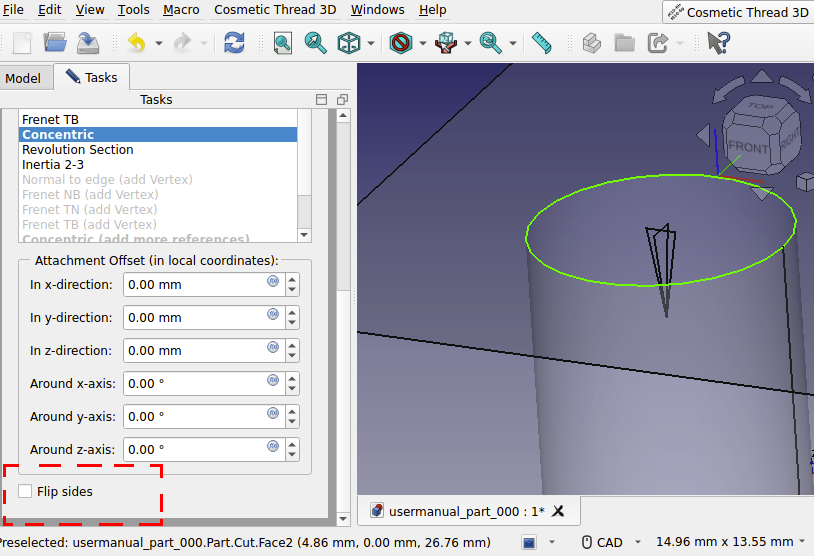 File Edit View Tools Macro Cosmetic Thread 3D Windows Help
Cosmetic Thread 3D
Model Tasks
Tasks
Frenet TB
Concentric
Revolution Section
Inertia 2-3
Normal to edge (add Vertex)
Frenet NB (add Vertex)
Frenet TN (add Vertex)
Frenet TB (add Vertex)
Concentric (add more references)
Attachment Offset (in local coordinates):
In x-direction: 0.00 mm
In y-direction: 0.00 mm
In z-direction: 0.00 mm
Around x-axis: 0.00 °
Around y-axis: 0.00 °
Around z-axis: 0.00 °
Flip sides
TOP
FRONT
RIGHT
usermanual_part_000 : 1*
Preselected: usermanual_part_000.Part.Cut.Face2 (4.86 mm, 0.00 mm, 26.76 mm) CAD 14.96 mm x 13.55 mm